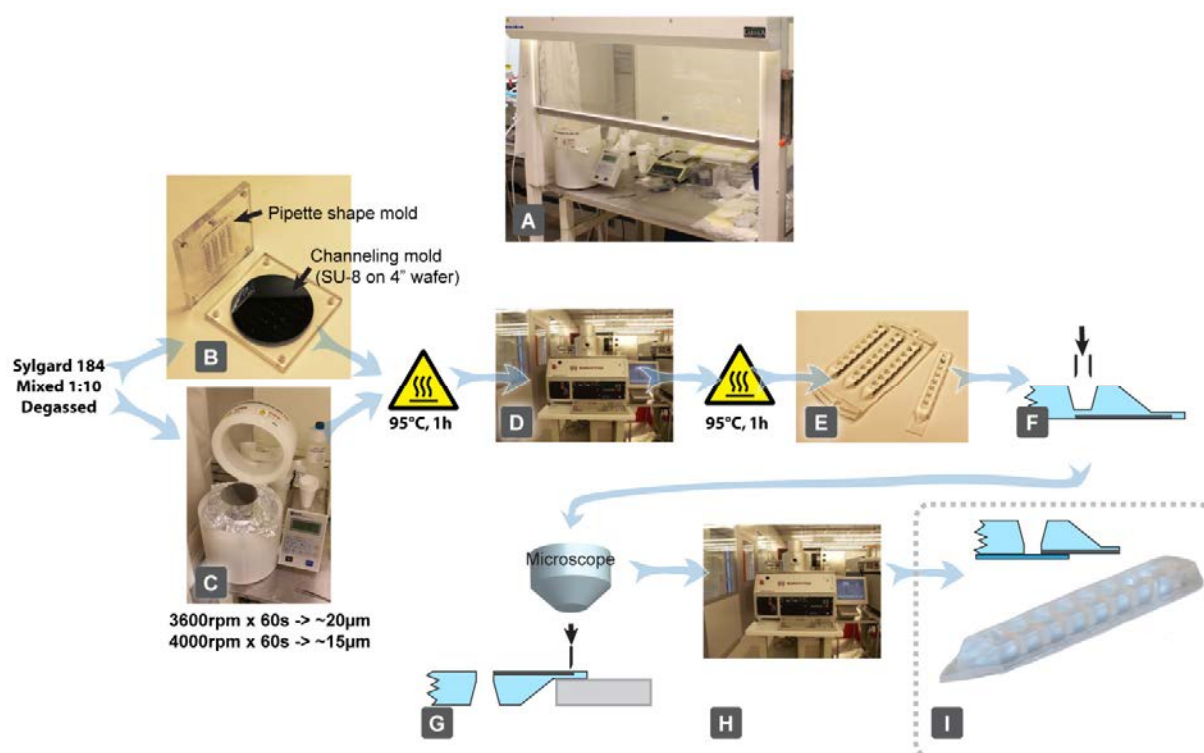 A
Pipette shape mold
Channeling mold
(SU-8 on 4” wafer)
B
Sylgard 184
Mixed 1:10
Degassed
95°C, 1h
D
95°C, 1h
E
F
C
3600rpm x 60s -> ~20µm
4000rpm x 60s -> ~15µm
Microscope
G
H
I